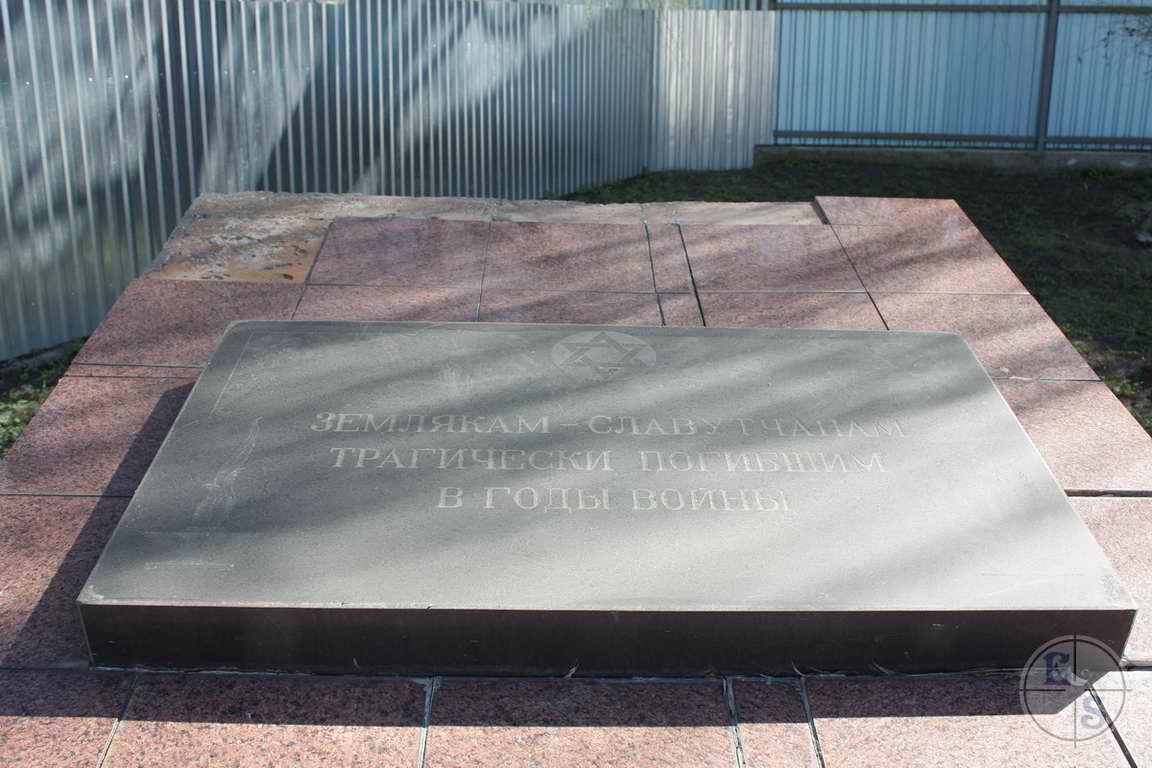 ЗЕМЛЯКАМ – СЛАВУТЧАНАМ
ТРАГИЧЕСКИ ПОГИБШИМ
В ГОДЫ ВОЙНЫ
E S